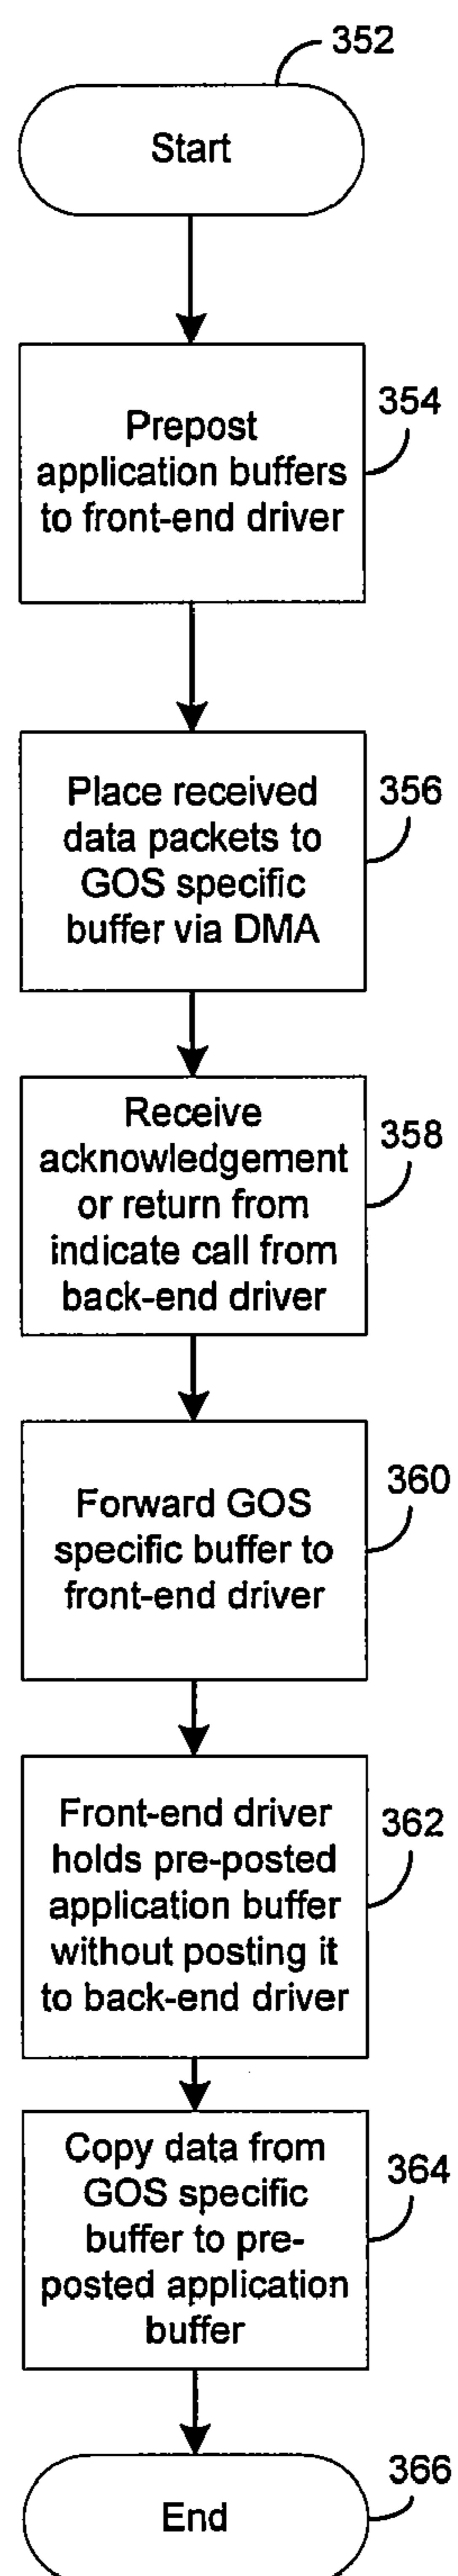 352
Start
354
Prepost
application buffers
to front-end driver
356
Place received
data packets to
GOS specific
buffer via DMA
358
Receive
acknowledgement
or return from
indicate call from
back-end driver
360
Forward GOS
specific buffer to
front-end driver
362
Front-end driver
holds pre-posted
application buffer
without posting it
to back-end driver
364
Copy data from
GOS specific
buffer to pre-
posted application
buffer
366
End